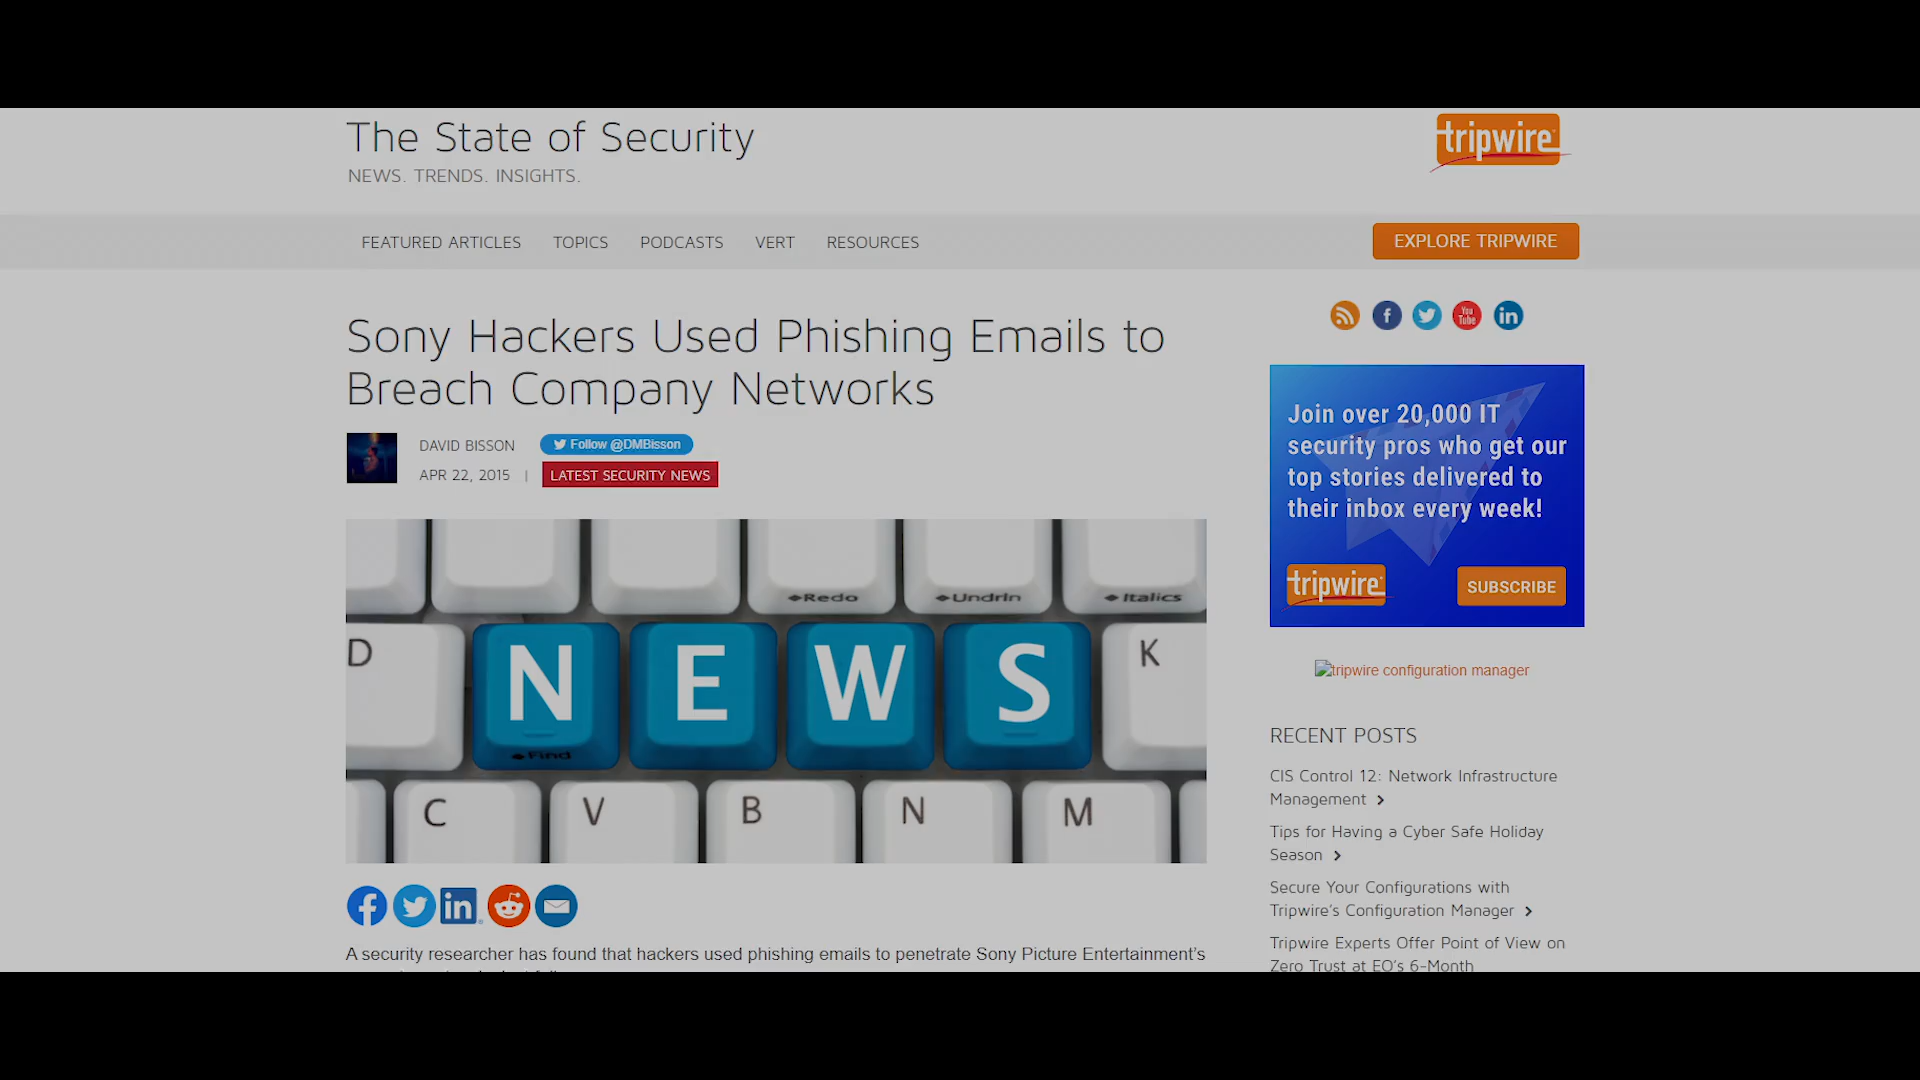 The State of Security
NEWS. TRENDS. INSIGHTS.
tripwire
FEATURED ARTICLES TOPICS PODCASTS VERT RESOURCES
EXPLORE TRIPWIRE
Sony Hackers Used Phishing Emails to
Breach Company Networks
DAVID BISSON
Follow @DMBisson
APR 22, 2015 |
LATEST SECURITY NEWS
Redo
UndrIn
Italics
D
N E W S
K
Find
C V B N M
A security researcher has found that hackers used phishing emails to penetrate Sony Picture Entertainment’s
You
Tube
Join over 20,000 IT
security pros who get our
top stories delivered to
their inbox every week!
tripwire
SUBSCRIBE
tripwire configuration manager
RECENT POSTS
CIS Control 12: Network Infrastructure
Management
Tips for Having a Cyber Safe Holiday
Season
Secure Your Configurations with
Tripwire’s Configuration Manager
Tripwire Experts Offer Point of View on
Zero Trust at EO’s 6-Month